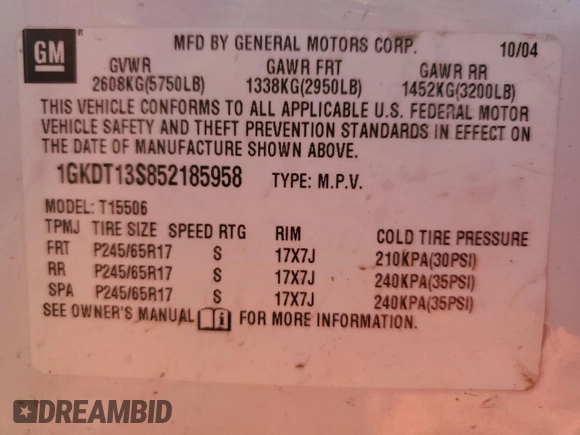 GM
MFD BY GENERAL MOTORS CORP. 10/04
GVWR GAWR FRT GAWR RR
2608KG(5750LB) 1338KG(2950LB) 1452KG(3200LB)
THIS VEHICLE CONFORMS TO ALL APPLICABLE U.S. FEDERAL MOTOR
VEHICLE SAFETY AND THEFT PREVENTION STANDARDS IN EFFECT ON
THE DATE OF MANUFACTURE SHOWN ABOVE.
1GKDT13S852185958 TYPE: M.P.V.
MODEL: T15506
TPMJ TIRE SIZE SPEED RTG RIM COLD TIRE PRESSURE
FRT P245/65R17 S 17X7J 210KPA(30PSI)
RR P245/65R17 S 17X7J 240KPA(35PSI)
SPA P245/65R17 S 17X7J 240KPA(35PSI)
SEE OWNER'S MANUAL FOR MORE INFORMATION.
DREAMBID